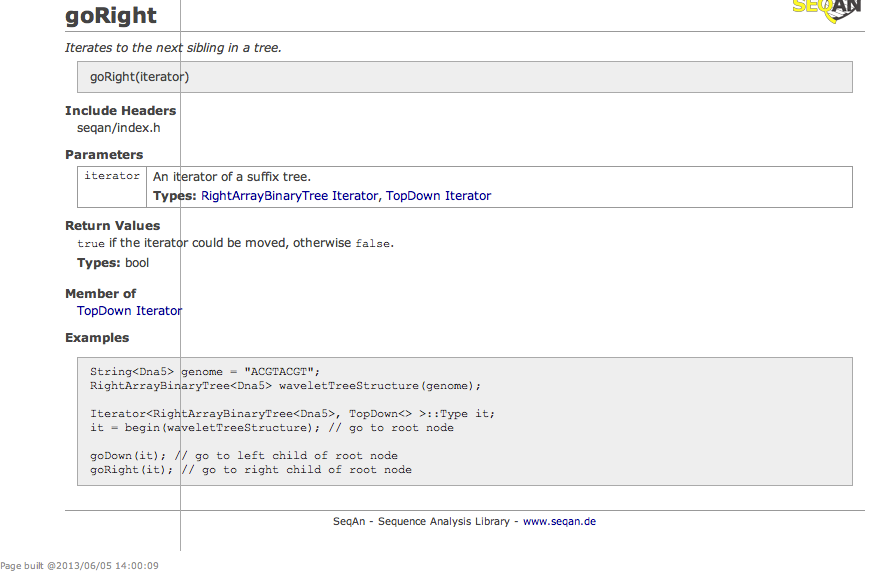 SEQAN
goRight
Iterates to the next sibling in a tree.
goRight(iterator)
Include Headers
seqan/index.h
Parameters
iterator An iterator of a suffix tree.
Types: RightArrayBinaryTree Iterator, TopDown Iterator
Return Values
true if the iterator could be moved, otherwise false.
Types: bool
Member of
TopDown Iterator
Examples
String<Dna5> genome = "ACGTACGT";
RightArrayBinaryTree<Dna5> waveletTreeStructure(genome);
Iterator<RightArrayBinaryTree<Dna5>, TopDown<> >::Type it;
it = begin(waveletTreeStructure); // go to root node
goDown(it); // go to left child of root node
goRight(it); // go to right child of root node
SeqAn - Sequence Analysis Library - www.seqan.de
Page built @2013/06/05 14:00:09